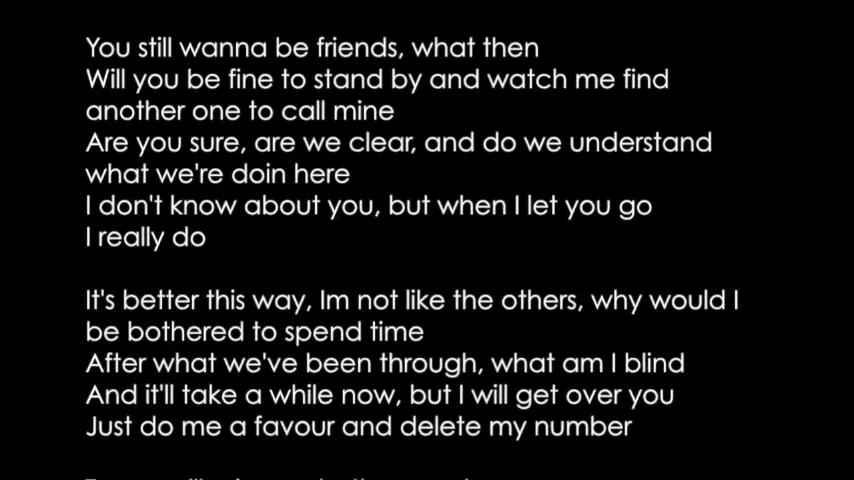 You still wanna be friends, what then
Will you be fine to stand by and watch me find
another one to call mine
Are you sure, are we clear, and do we understand
what we're doin here
I don't know about you, but when I let you go
I really do
It's better this way, Im not like the others, why would I
be bothered to spend time
After what we've been through, what am I blind
And it'll take a while now, but I will get over you
Just do me a favour and delete my number